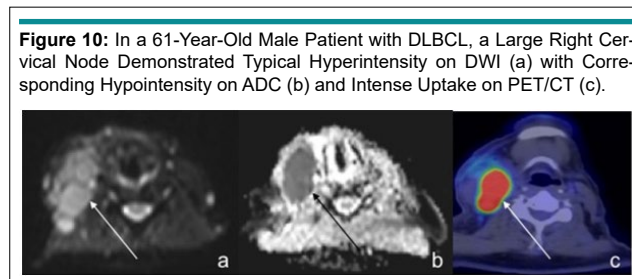 Figure 10: In a 61-Year-Old Male Patient with DLBCL, a Large Right Cer-
vical Node Demonstrated Typical Hyperintensity on DWI (a) with Corre-
sponding Hypointensity on ADC (b) and Intense Uptake on PET/CT (c).
a b c